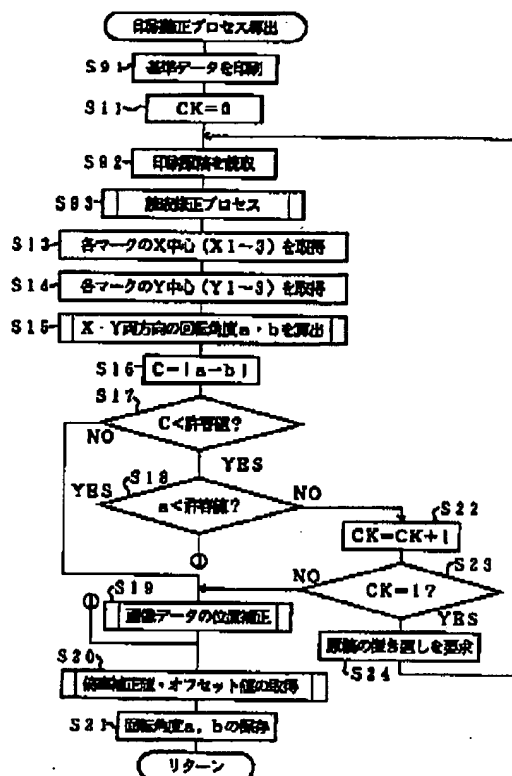 印刷補正プロセス算出
S91 基準データを印刷
S11 CK=0
S92 印刷原稿を読取
S93 読取補正プロセス
S13 各マークのX中心(X1~3)を取得
S14 各マークのY中心(Y1~3)を取得
S15 X・Y両方向の回転角度a・bを算出
S16 C=|a-b|
S17
C<許容値?
NO
YES
S18
YES
a<許容値?
NO
S22
CK=CK+1
①
S23
NO
CK=1?
YES
S19
①
画像データの位置補正
原稿の置き直しを要求
S24
S20
倍率補正値・オフセット値の取得
S21 回転角度a,bの保存
リターン